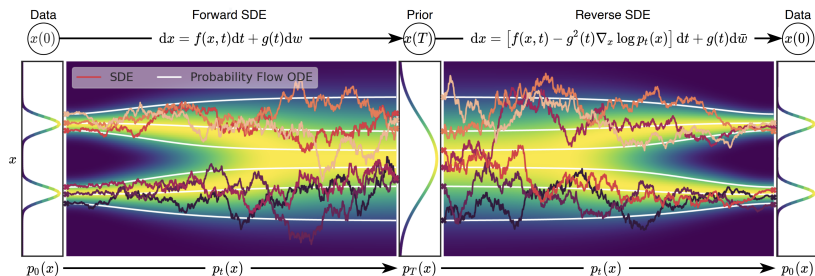 Data Forward SDE Prior Reverse SDE Data
x(0) dx = f(x, t)dt + g(t)dw x(T) dx = [f(x, t) − g²(t)∇ₓ log pₜ(x)] dt + g(t)dw̄ x(0)
SDE Probability Flow ODE
x
p₀(x) pₜ(x) p_T(x) pₜ(x) p₀(x)